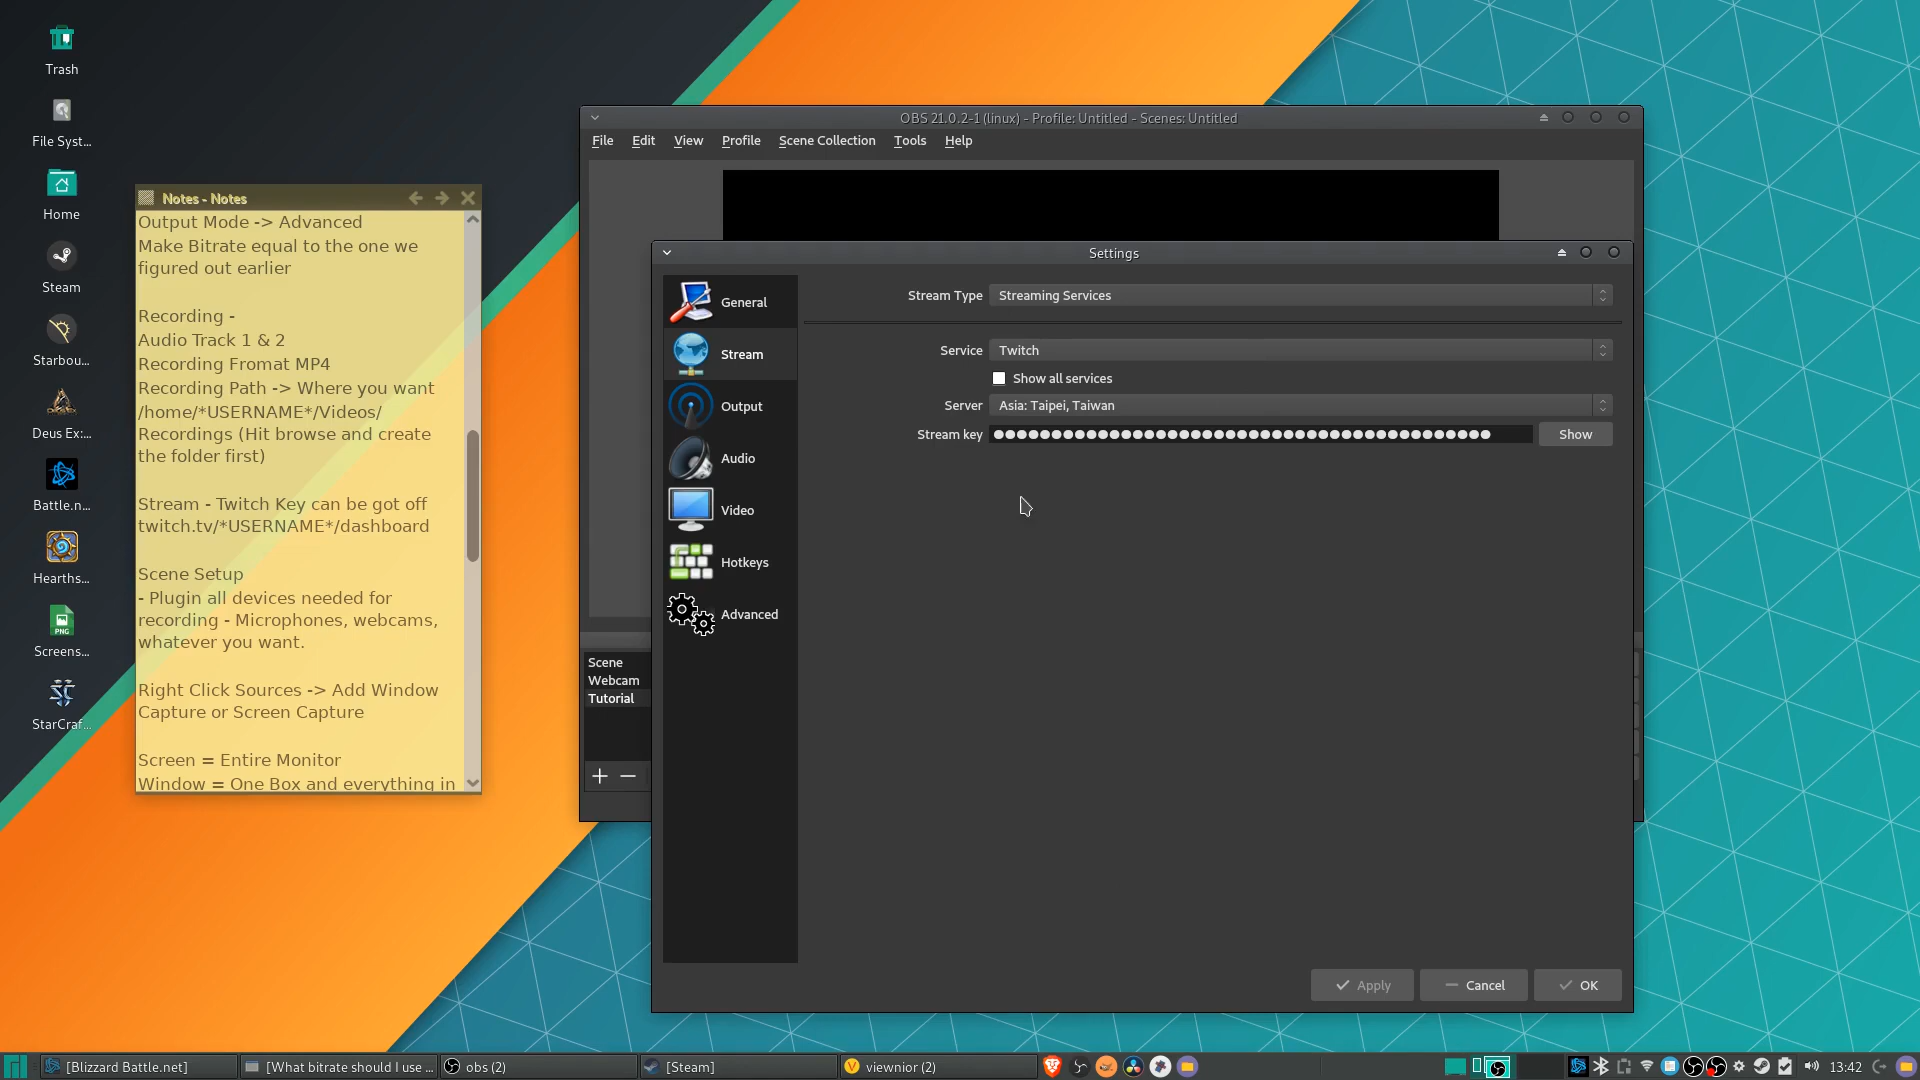 Trash
File Syst...
Home
Steam
Starbou...
Deus Ex:...
Battle.n...
Hearths...
PNG
Screens...
StarCraf...
Notes - Notes
Output Mode -> Advanced
Make Bitrate equal to the one we
figured out earlier
Recording -
Audio Track 1 & 2
Recording Fromat MP4
Recording Path -> Where you want
/home/*USERNAME*/Videos/
Recordings (Hit browse and create
the folder first)
Stream - Twitch Key can be got off
twitch.tv/*USERNAME*/dashboard
Scene Setup
- Plugin all devices needed for
recording - Microphones, webcams,
whatever you want.
Right Click Sources -> Add Window
Capture or Screen Capture
Screen = Entire Monitor
Window = One Box and everything in
OBS 21.0.2-1 (linux) - Profile: Untitled - Scenes: Untitled
File Edit View Profile Scene Collection Tools Help
Scene
Webcam
Tutorial
Settings
General
Stream
Output
Audio
Video
Hotkeys
Advanced
Stream Type Streaming Services
Service Twitch
Show all services
Server Asia: Taipei, Taiwan
Stream key ●●●●●●●●●●●●●●●●●●●●●●●●●●●●●●●●●●●●●●●●●●● Show
Apply Cancel OK
[Blizzard Battle.net] [What bitrate should I use ... obs (2) [Steam] viewnior (2) 13:42